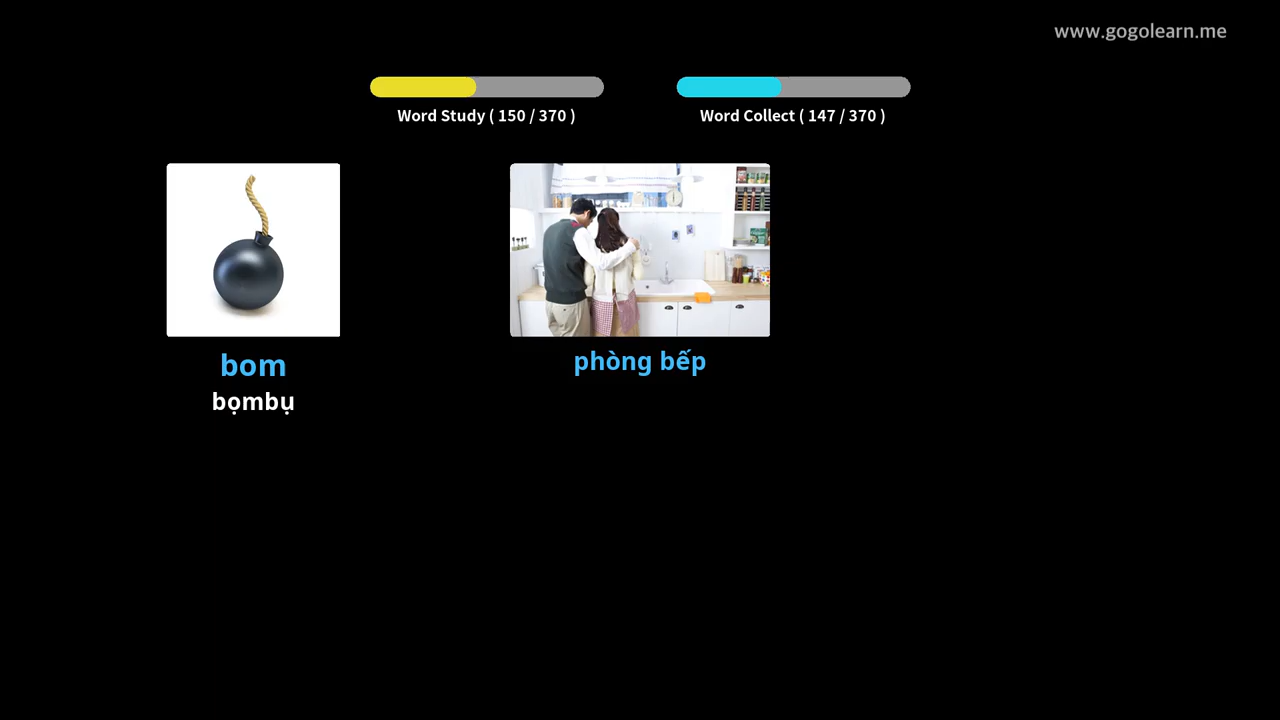 www.gogolearn.me
Word Study ( 150 / 370 )
Word Collect ( 147 / 370 )
bom
bọmbụ
phòng bếp